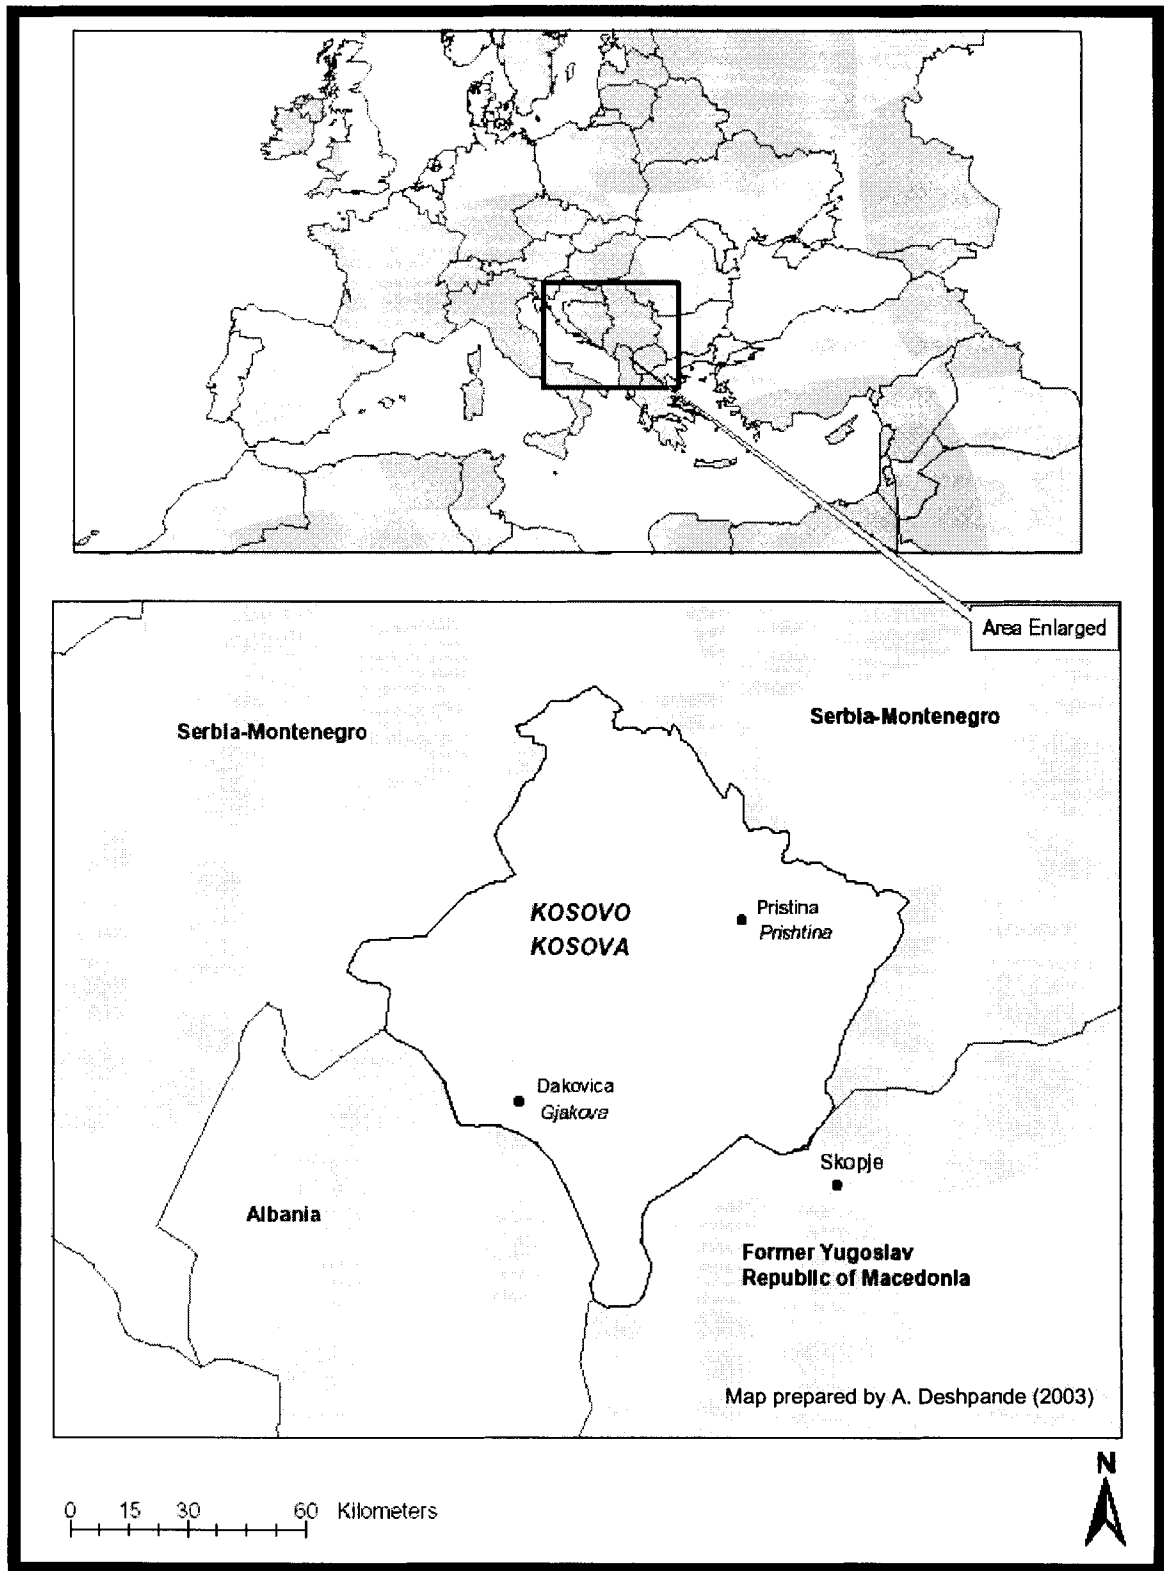 Area Enlarged
Serbia-Montenegro
Serbia-Montenegro
KOSOVO
KOSOVA
Pristina
Prishtina
Dakovica
Gjakova
Skopje
Albania
Former Yugoslav
Republic of Macedonia
Map prepared by A. Deshpande (2003)
N
0 15 30 60 Kilometers